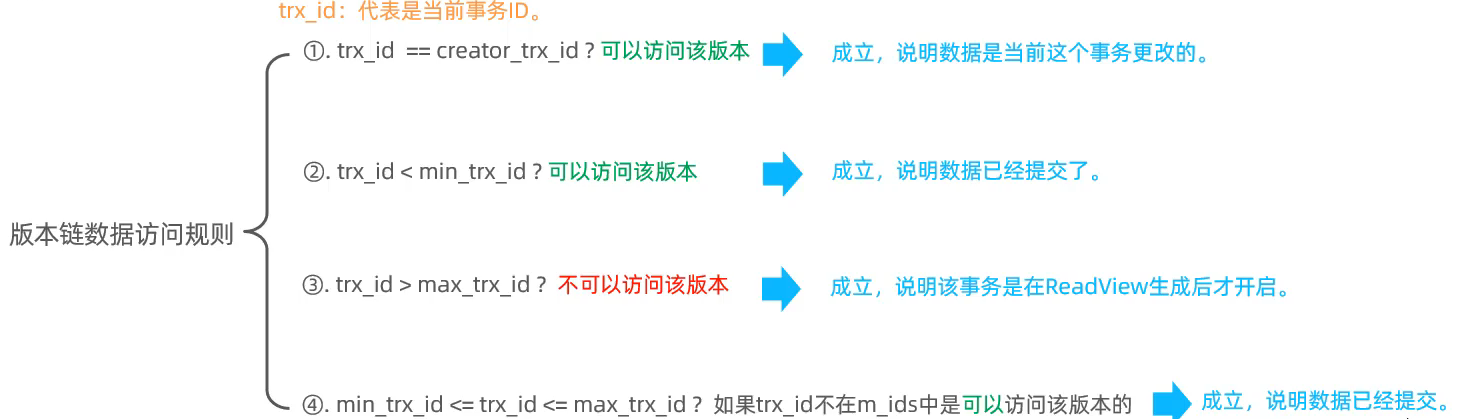 trx_id：代表是当前事务ID。
①. trx_id == creator_trx_id ? 可以访问该版本 成立，说明数据是当前这个事务更改的。
②. trx_id < min_trx_id ? 可以访问该版本 成立，说明数据已经提交了。
版本链数据访问规则
③. trx_id > max_trx_id ? 不可以访问该版本 成立，说明该事务是在ReadView生成后才开启。
④. min_trx_id <= trx_id <= max_trx_id ? 如果trx_id不在m_ids中是可以访问该版本的 成立，说明数据已经提交。